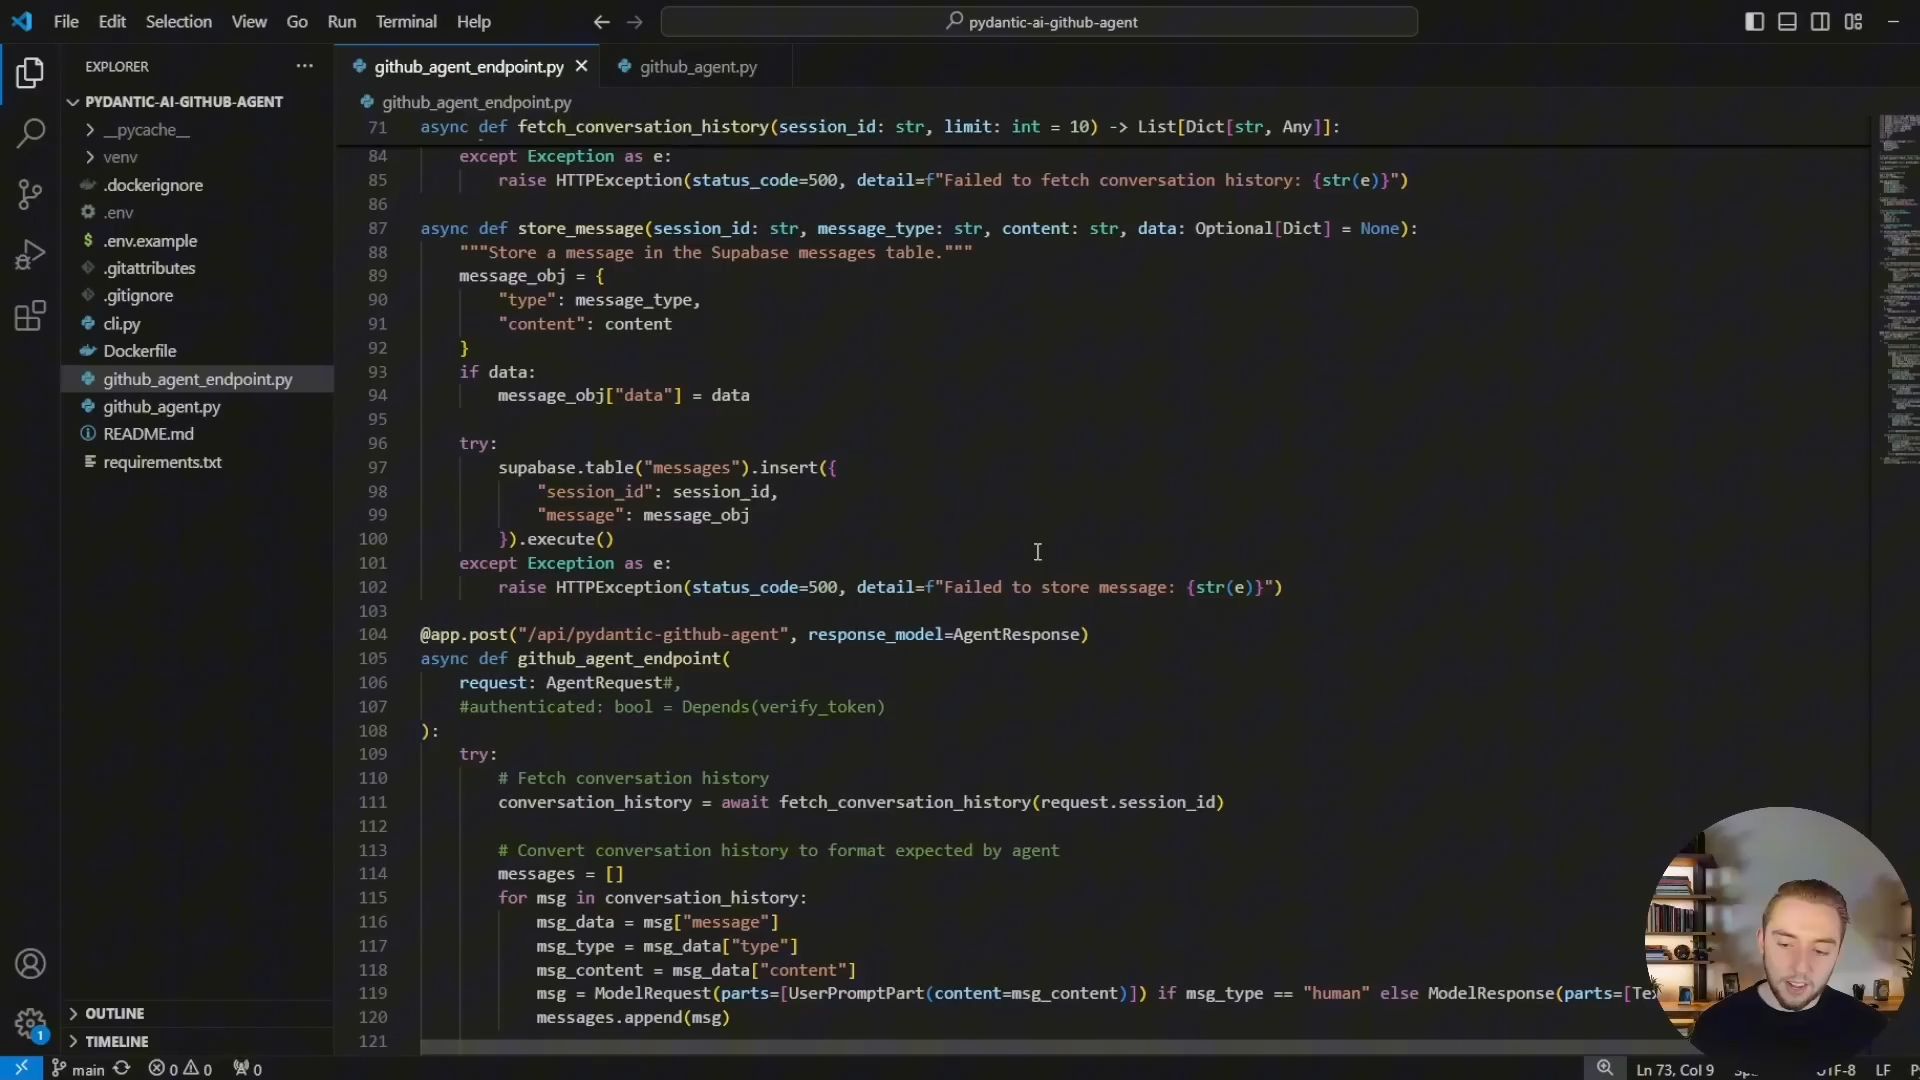 File Edit Selection View Go Run Terminal Help
pydantic-ai-github-agent
EXPLORER
PYDANTIC-AI-GITHUB-AGENT
__pycache__
venv
.dockerignore
.env
.env.example
.gitattributes
.gitignore
cli.py
Dockerfile
github_agent_endpoint.py
github_agent.py
README.md
requirements.txt
OUTLINE
TIMELINE
github_agent_endpoint.py
github_agent.py
github_agent_endpoint.py
71 async def fetch_conversation_history(session_id: str, limit: int = 10) -> List[Dict[str, Any]]:
84 except Exception as e:
85 raise HTTPException(status_code=500, detail=f"Failed to fetch conversation history: {str(e)}")
86
87 async def store_message(session_id: str, message_type: str, content: str, data: Optional[Dict] = None):
88 """Store a message in the Supabase messages table."""
89 message_obj = {
90 "type": message_type,
91 "content": content
92 }
93 if data:
94 message_obj["data"] = data
95
96 try:
97 supabase.table("messages").insert({
98 "session_id": session_id,
99 "message": message_obj
100 }).execute()
101 except Exception as e:
102 raise HTTPException(status_code=500, detail=f"Failed to store message: {str(e)}")
103
104 @app.post("/api/pydantic-github-agent", response_model=AgentResponse)
105 async def github_agent_endpoint(
106 request: AgentRequest#,
107 #authenticated: bool = Depends(verify_token)
108 ):
109 try:
110 # Fetch conversation history
111 conversation_history = await fetch_conversation_history(request.session_id)
112
113 # Convert conversation history to format expected by agent
114 messages = []
115 for msg in conversation_history:
116 msg_data = msg["message"]
117 msg_type = msg_data["type"]
118 msg_content = msg_data["content"]
119 msg = ModelRequest(parts=[UserPromptPart(content=msg_content)]) if msg_type == "human" else ModelResponse(parts=[Te
120 messages.append(msg)
121
1
main 0 0 0
Ln 73, Col 9
UTF-8 LF